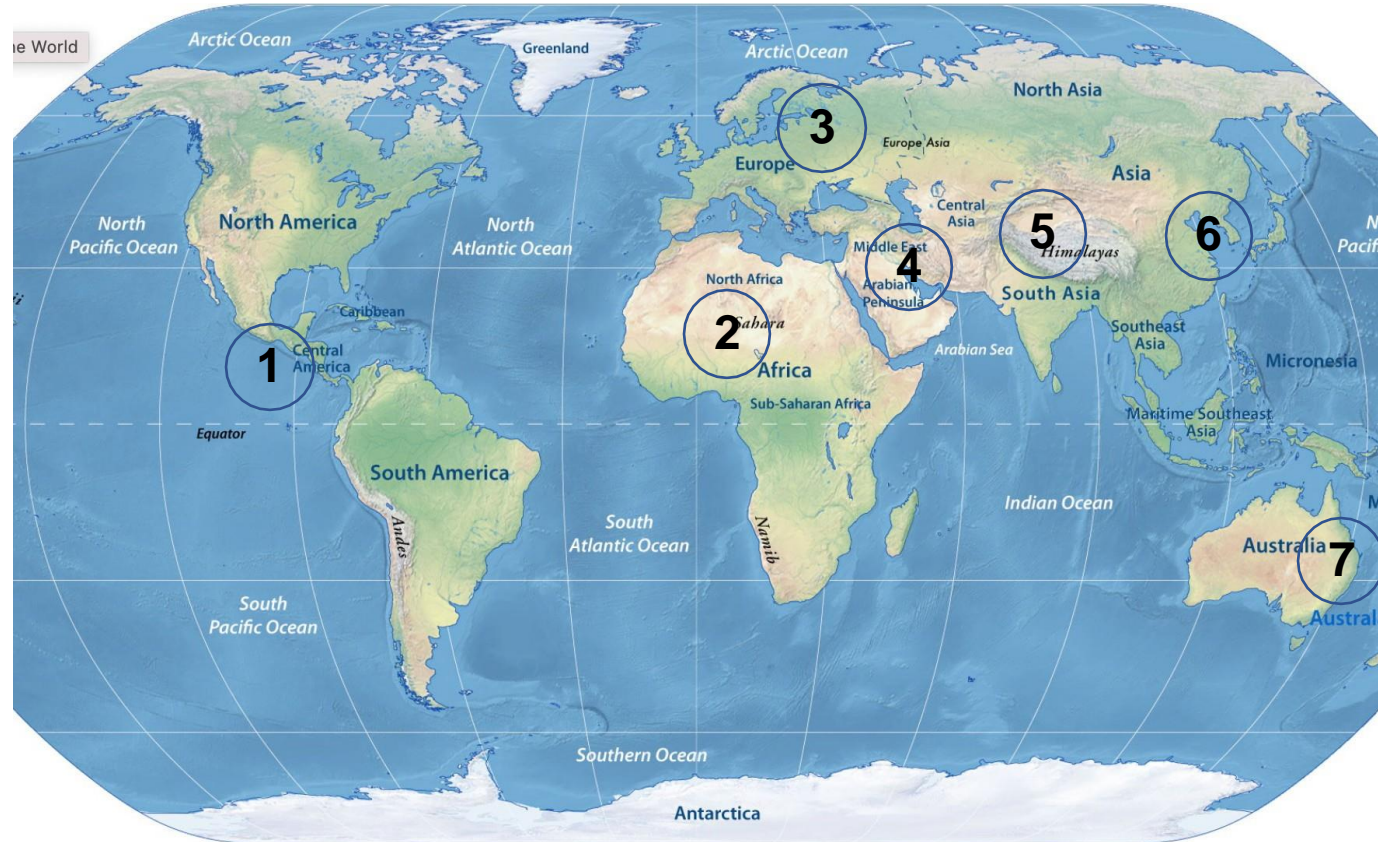 ne World
Arctic Ocean
Greenland
Arctic Ocean
North Asia
3
Europe
Europe Asia
Asia
North
Pacific Ocean
North America
North
Atlantic Ocean
Central
Asia
5
6
N
Pacif
Middle East
4
Himalayas
North Africa
Arabian
Peninsula
South Asia
Caribbean
2
Sahara
Southeast
Asia
1
Central
America
Arabian Sea
Micronesia
Africa
Sub-Saharan Africa
Maritime Southeast
Asia
Equator
South America
Indian Ocean
M
South
Atlantic Ocean
Andes
Namib
Australia
7
South
Pacific Ocean
Austral
Southern Ocean
Antarctica